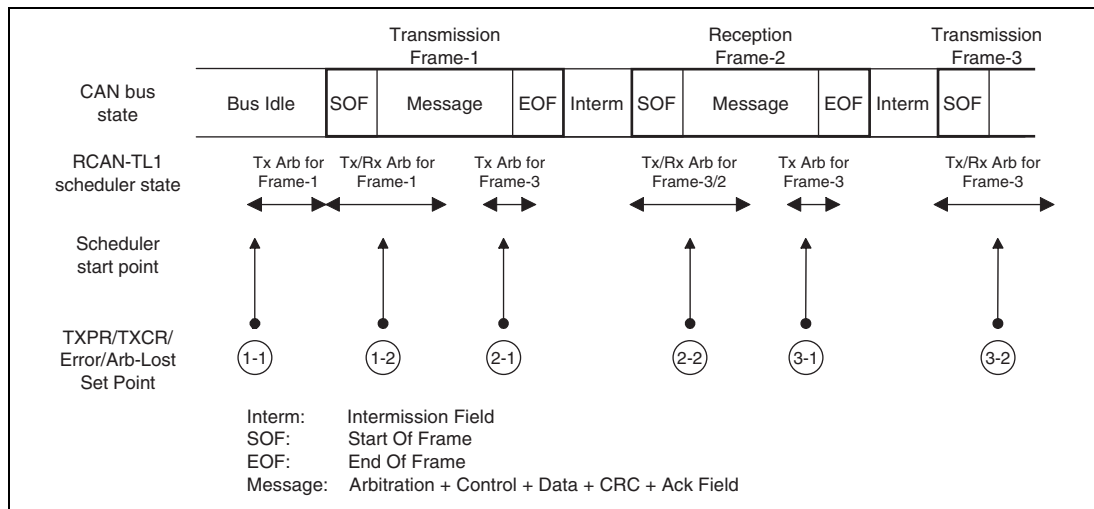 Transmission Frame-1
Reception Frame-2
Transmission Frame-3
CAN bus state
Bus Idle
SOF
Message
EOF
Interm
SOF
Message
EOF
Interm
SOF
RCAN-TL1 scheduler state
Tx Arb for Frame-1
Tx/Rx Arb for Frame-1
Tx Arb for Frame-3
Tx/Rx Arb for Frame-3/2
Tx Arb for Frame-3
Tx/Rx Arb for Frame-3
Scheduler start point
TXPR/TXCR/ Error/Arb-Lost Set Point
1-1
1-2
2-1
2-2
3-1
3-2
Interm: Intermission Field
SOF: Start Of Frame
EOF: End Of Frame
Message: Arbitration + Control + Data + CRC + Ack Field